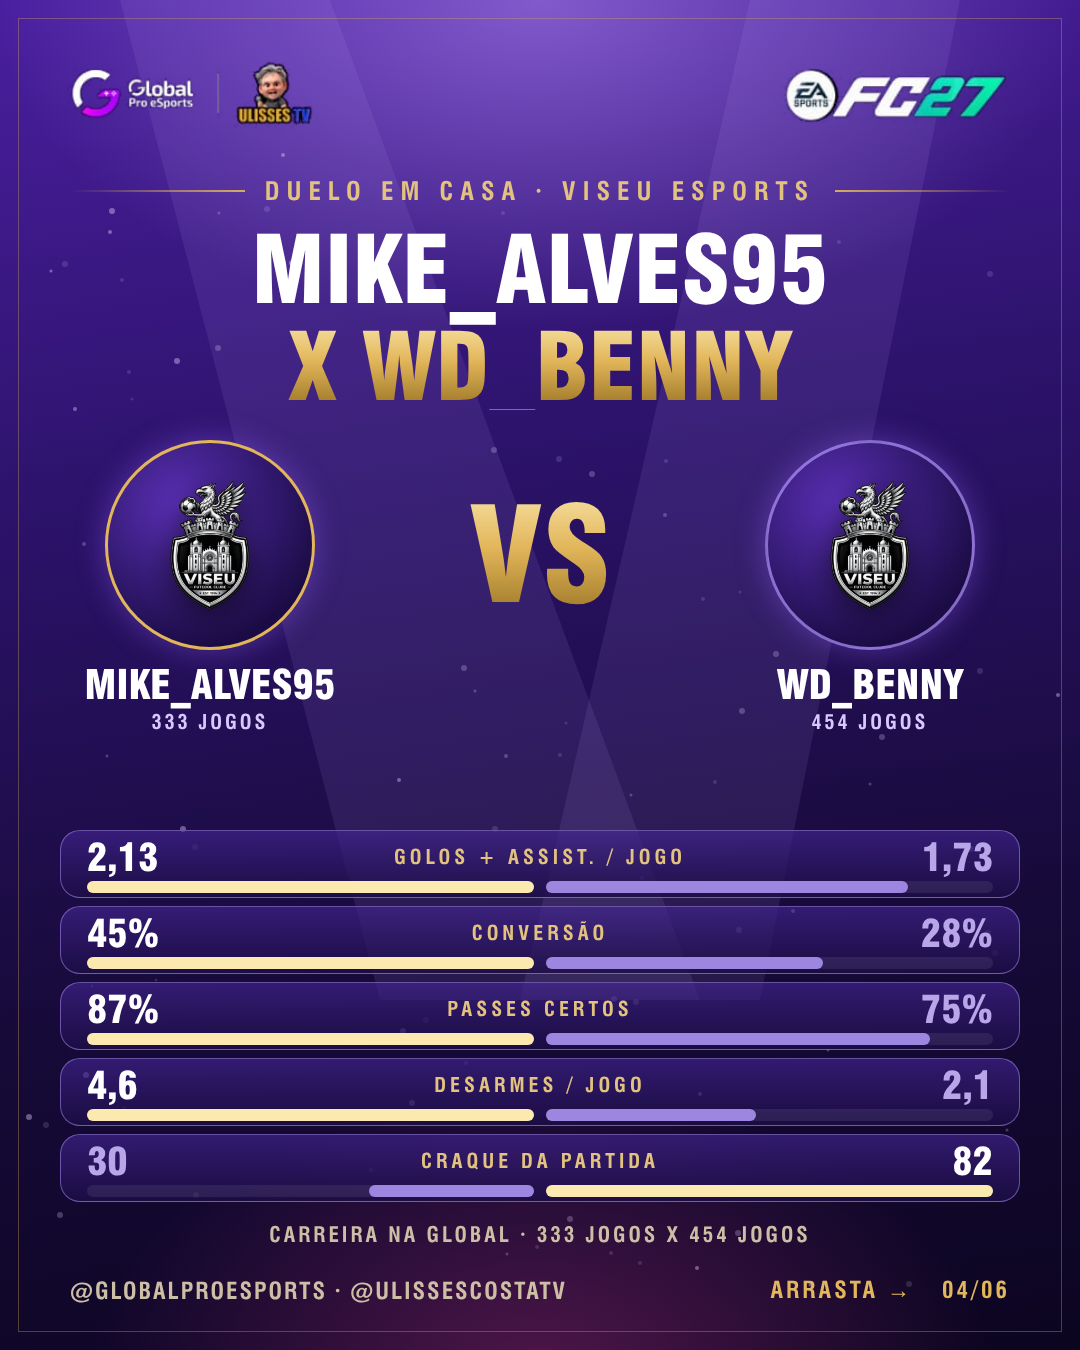 Global
Pro eSports
ULISSES TV
EA
SPORTS
FC27
DUELO EM CASA · VISEU ESPORTS
MIKE_ALVES95
X WD_BENNY
VISEU
VS
VISEU
MIKE_ALVES95
333 JOGOS
WD_BENNY
454 JOGOS
2,13 GOLOS + ASSIST. / JOGO 1,73
45% CONVERSÃO 28%
87% PASSES CERTOS 75%
4,6 DESARMES / JOGO 2,1
30 CRAQUE DA PARTIDA 82
CARREIRA NA GLOBAL · 333 JOGOS X 454 JOGOS
@GLOBALPROESPORTS · @ULISSESCOSTATV
ARRASTA → 04/06